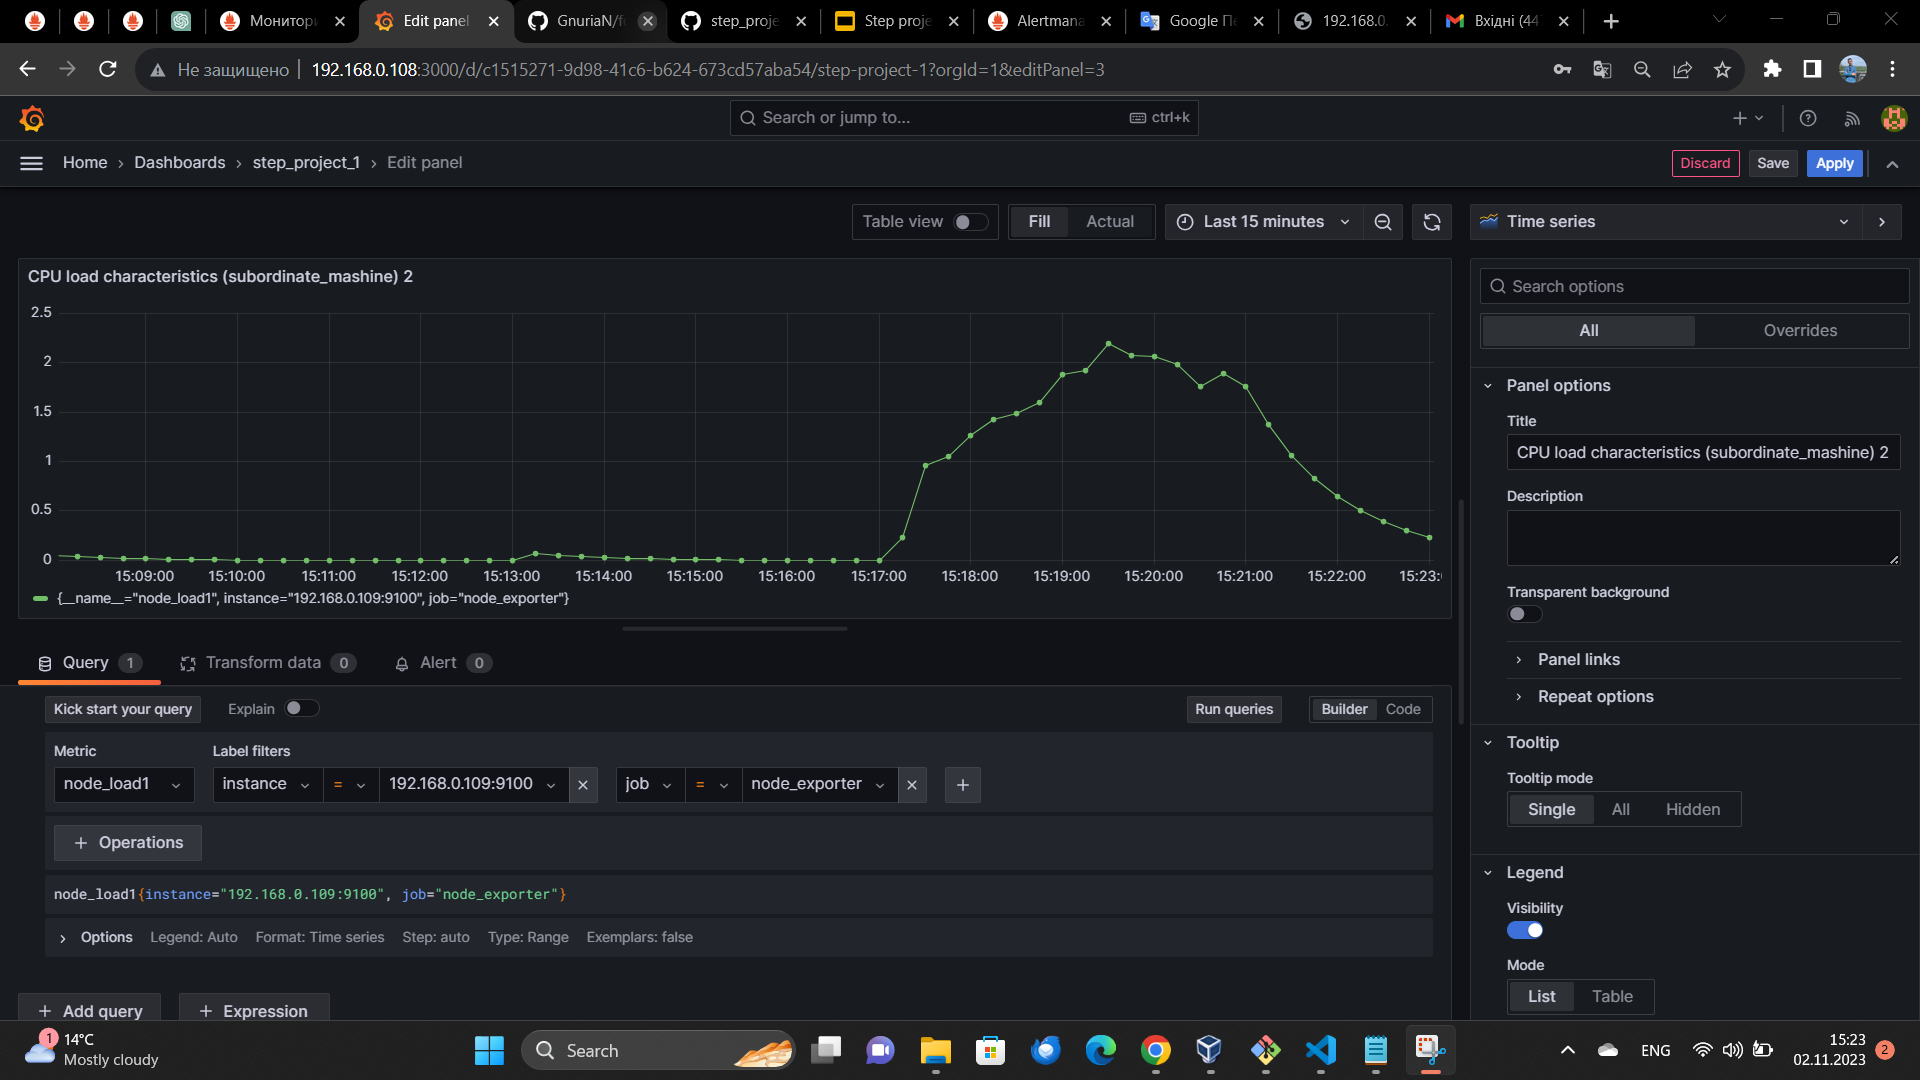 Монитори
Edit panel
GnuriaN/f
step_proje
Step proje
Alertmana
Google П
192.168.0.
Вхідні (44
Не защищено
192.168.0.108:3000/d/c1515271-9d98-41c6-b624-673cd57aba54/step-project-1?orgId=1&editPanel=3
Search or jump to...
ctrl+k
Home > Dashboards > step_project_1 > Edit panel
Discard
Save
Apply
Table view
Fill
Actual
Last 15 minutes
Time series
CPU load characteristics (subordinate_mashine) 2
2.5
2
1.5
1
0.5
0
15:09:00 15:10:00 15:11:00 15:12:00 15:13:00 15:14:00 15:15:00 15:16:00 15:17:00 15:18:00 15:19:00 15:20:00 15:21:00 15:22:00 15:23:
{__name__="node_load1", instance="192.168.0.109:9100", job="node_exporter"}
Search options
All
Overrides
Panel options
Title
CPU load characteristics (subordinate_mashine) 2
Description
Transparent background
Panel links
Repeat options
Tooltip
Tooltip mode
Single
All
Hidden
Legend
Visibility
Mode
List
Table
Query 1
Transform data 0
Alert 0
Kick start your query
Explain
Run queries
Builder
Code
Metric
Label filters
node_load1
instance = 192.168.0.109:9100
job = node_exporter
+ Operations
node_load1{instance="192.168.0.109:9100", job="node_exporter"}
Options Legend: Auto Format: Time series Step: auto Type: Range Exemplars: false
+ Add query
+ Expression
1
14°C
Mostly cloudy
Search
ENG
15:23
02.11.2023
2